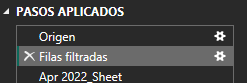 PASOS APLICADOS
Origen
Filas filtradas
Apr 2022_Sheet